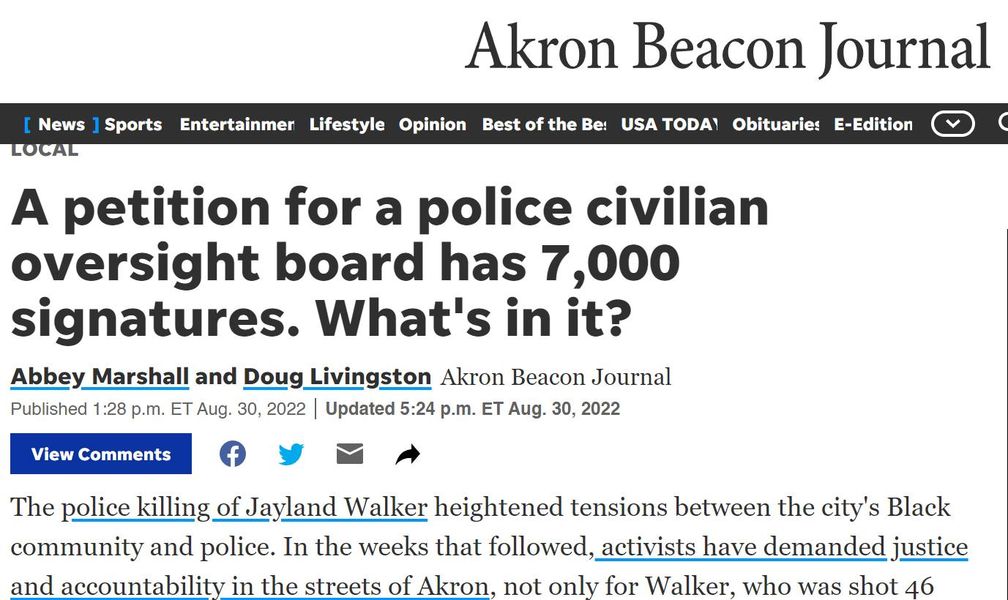 Akron Beacon Journal
[ News ] Sports Entertainmen Lifestyle Opinion Best of the Be USA TODA Obituaries E-Edition
LOCAL
A petition for a police civilian
oversight board has 7,000
signatures. What's in it?
Abbey Marshall and Doug Livingston Akron Beacon Journal
Published 1:28 p.m. ET Aug. 30, 2022 | Updated 5:24 p.m. ET Aug. 30, 2022
View Comments
The police killing of Jayland Walker heightened tensions between the city's Black
community and police. In the weeks that followed, activists have demanded justice
and accountability in the streets of Akron, not only for Walker, who was shot 46